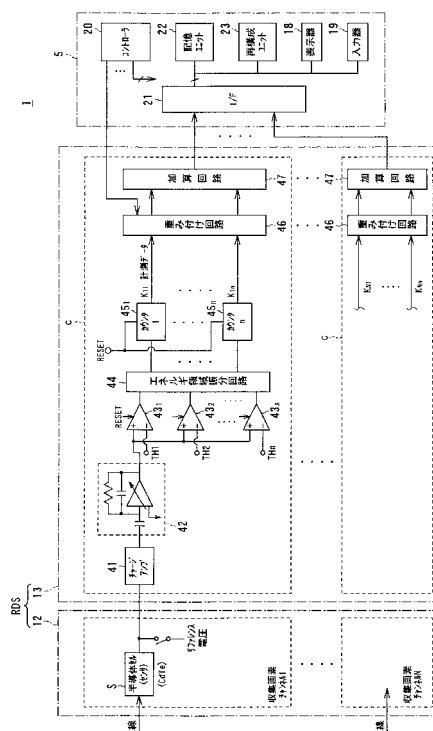 1
RDS
12
13
5
S
半導体セル
(センサ)
(CdTe)
線
リファレンス
電圧
収集画素
チャンネル1
線
収集画素
チャンネルN
C
41
チャージ
アンプ
42
RESET
43₁
43₂
43n
TH1
TH2
THn
44
エネルギ領域振分回路
RESET
45₁
カウンタ
1
45n
カウンタ
n
K11
K1n
計測データ
46
重み付け回路
47
加算回路
C
KN1
KNn
46
重み付け回路
47
加算回路
21
I/F
コントローラ
20
記憶
ユニット
22
再構成
ユニット
23
表示器
18
入力器
19